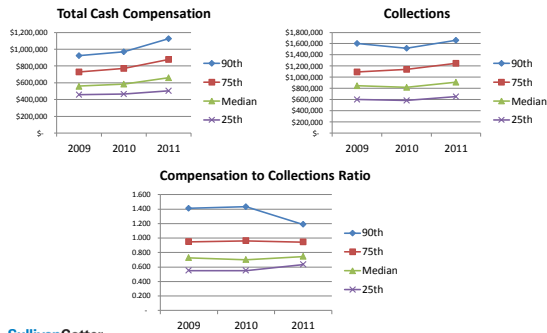 Total Cash Compensation
$1,200,000
$1,000,000
$800,000
$600,000
$400,000
$200,000
$-
2009 2010 2011
90th
75th
Median
25th
Collections
$1,800,000
$1,600,000
$1,400,000
$1,200,000
$1,000,000
$800,000
$600,000
$400,000
$200,000
$-
2009 2010 2011
90th
75th
Median
25th
Compensation to Collections Ratio
1.600
1.400
1.200
1.000
0.800
0.600
0.400
0.200
-
2009 2010 2011
90th
75th
Median
25th